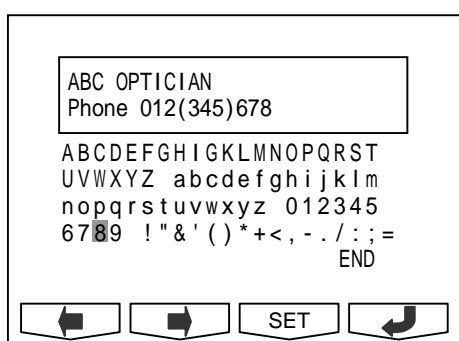 ABC OPTICIAN
Phone 012(345)678
ABCDEFGHIGKLMNOPQRST
UVWXYZ abcdefghijklm
nopqrstuvwxyz 012345
6789 !"&'()*+<,-./:;=
END
SET